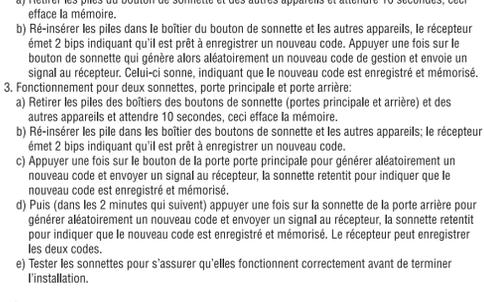 a) Retirer les piles du bouton de sonnette et des autres appareils et attendre 10 secondes, ceci
efface la mémoire.
b) Ré-insérer les piles dans le boîtier du bouton de sonnette et les autres appareils, le récepteur
émet 2 bips indiquant qu'il est prêt à enregistrer un nouveau code. Appuyer une fois sur le
bouton de sonnette qui génère alors aléatoirement un nouveau code de gestion et envoie un
signal au récepteur. Celui-ci sonne, indiquant que le nouveau code est enregistré et mémorisé.
3. Fonctionnement pour deux sonnettes, porte principale et porte arrière:
a) Retirer les piles des boîtiers des boutons de sonnette (portes principale et arrière) et des
autres appareils et attendre 10 secondes, ceci efface la mémoire.
b) Ré-insérer les pile dans les boîtier des boutons de sonnette et les autres appareils; le récepteur
émet 2 bips indiquant qu'il est prêt à enregistrer un nouveau code.
c) Appuyer une fois sur le bouton de la porte porte principale pour générer aléatoirement un
nouveau code et envoyer un signal au récepteur, la sonnette retentit pour indiquer que le
nouveau code est enregistré et mémorisé.
d) Puis (dans les 2 minutes qui suivent) appuyer une fois sur la sonnette de la porte arrière pour
générer aléatoirement un nouveau code et envoyer un signal au récepteur, la sonnette retentit
pour indiquer que le nouveau code est enregistré et mémorisé. Le récepteur peut enregistrer
les deux codes.
e) Tester les sonnettes pour s'assurer qu'elles fonctionnent correctement avant de terminer
l'installation.